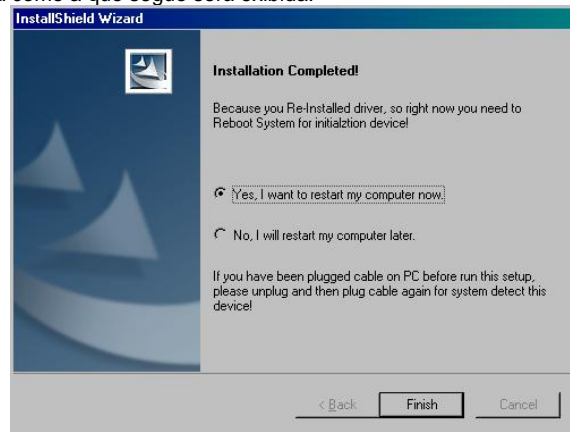 como a que segue será exibida.
InstallShield Wizard
Installation Completed!
Because you Re-Installed driver, so right now you need to
Reboot System for initialztion device!
Yes, I want to restart my computer now.
No, I will restart my computer later.
If you have been plugged cable on PC before run this setup,
please unplug and then plug cable again for system detect this
device!
< Back
Finish
Cancel